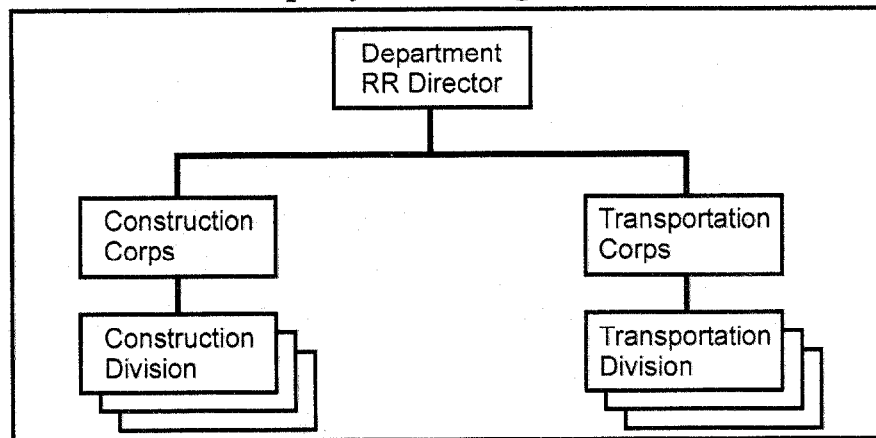 Department
RR Director
Construction
Corps
Transportation
Corps
Construction
Division
Transportation
Division